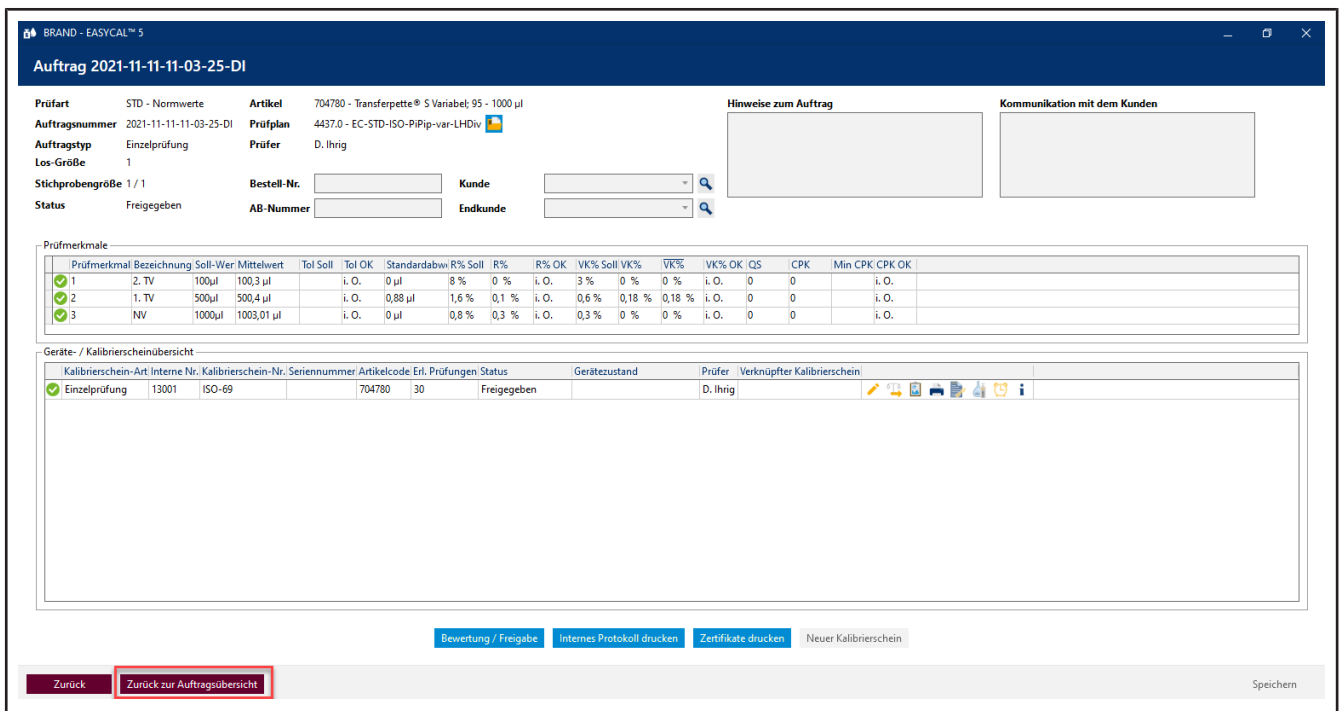 BRAND - EASYCAL™ 5
Auftrag 2021-11-11-11-03-25-DI
Prüfart STD - Normwerte Artikel 704780 - Transferpette® S Variabel; 95 - 1000 µl Hinweise zum Auftrag Kommunikation mit dem Kunden
Auftragsnummer 2021-11-11-11-03-25-DI Prüfplan 4437.0 - EC-STD-ISO-PiPip-var-LHDiv
Auftragstyp Einzelprüfung Prüfer D. Ihrig
Los-Größe 1
Stichprobengröße 1 / 1 Bestell-Nr. Kunde
Status Freigegeben AB-Nummer Endkunde
Prüfmerkmale
Prüfmerkmal Bezeichnung Soll-Wer Mittelwert Tol Soll Tol OK Standardabw R% Soll R% R% OK VK% Soll VK% VK% VK% OK QS CPK Min CPK CPK OK
1 2. TV 100µl 100,3 µl i. O. 0 µl 8 % 0 % i. O. 3 % 0 % 0 % i. O. 0 0 i. O.
2 1. TV 500µl 500,4 µl i. O. 0,88 µl 1,6 % 0,1 % i. O. 0,6 % 0,18 % 0,18 % i. O. 0 0 i. O.
3 NV 1000µl 1003,01 µl i. O. 0 µl 0,8 % 0,3 % i. O. 0,3 % 0 % 0 % i. O. 0 0 i. O.
Geräte- / Kalibrierscheinübersicht
Kalibrierschein-Art Interne Nr. Kalibrierschein-Nr. Seriennummer Artikelcode Erl. Prüfungen Status Gerätezustand Prüfer Verknüpfter Kalibrierschein
Einzelprüfung 13001 ISO-69 704780 30 Freigegeben D. Ihrig
Bewertung / Freigabe Internes Protokoll drucken Zertifikate drucken Neuer Kalibrierschein
Zurück Zurück zur Auftragsübersicht Speichern